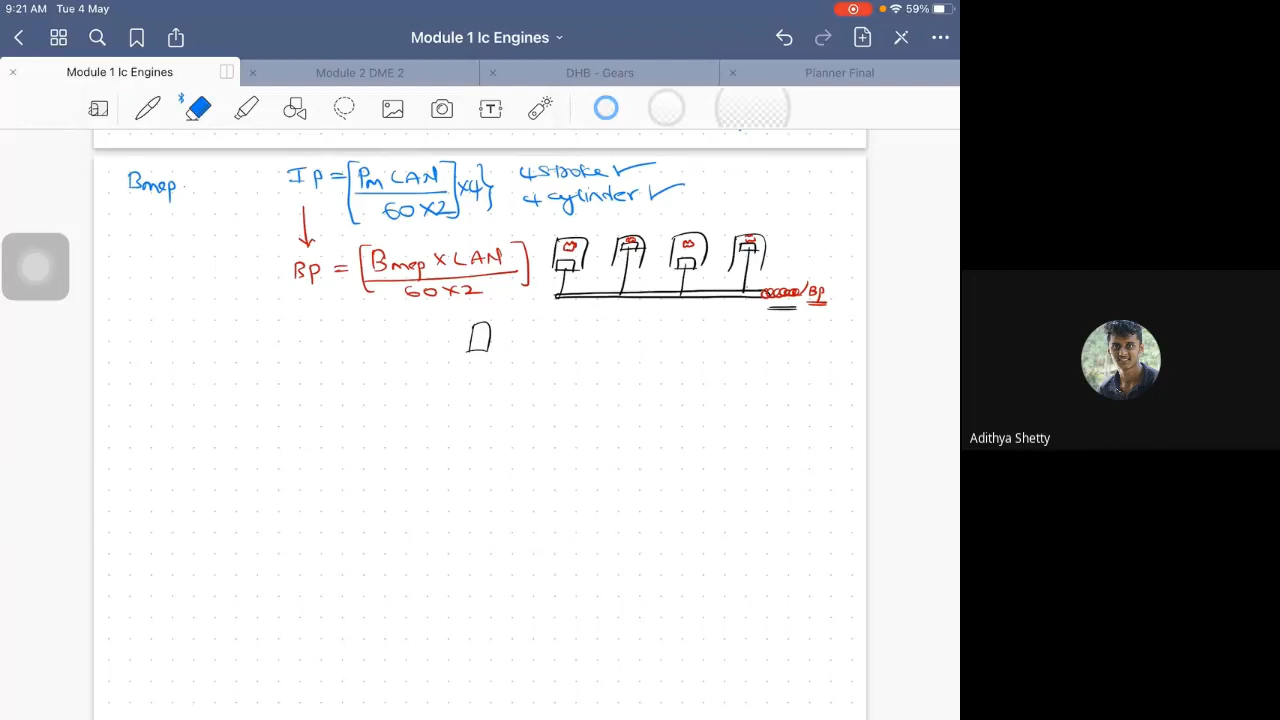 9:21 AM Tue 4 May
59%
Module 1 Ic Engines
Module 1 Ic Engines
Module 2 DME 2
DHB - Gears
Planner Final
T
Bmep
IP = [Pm LAN / 60×2] ×4}
4 stroke ✓
4 cylinder ✓
BP = [Bmep × LAN / 60×2]
BP
Adithya Shetty